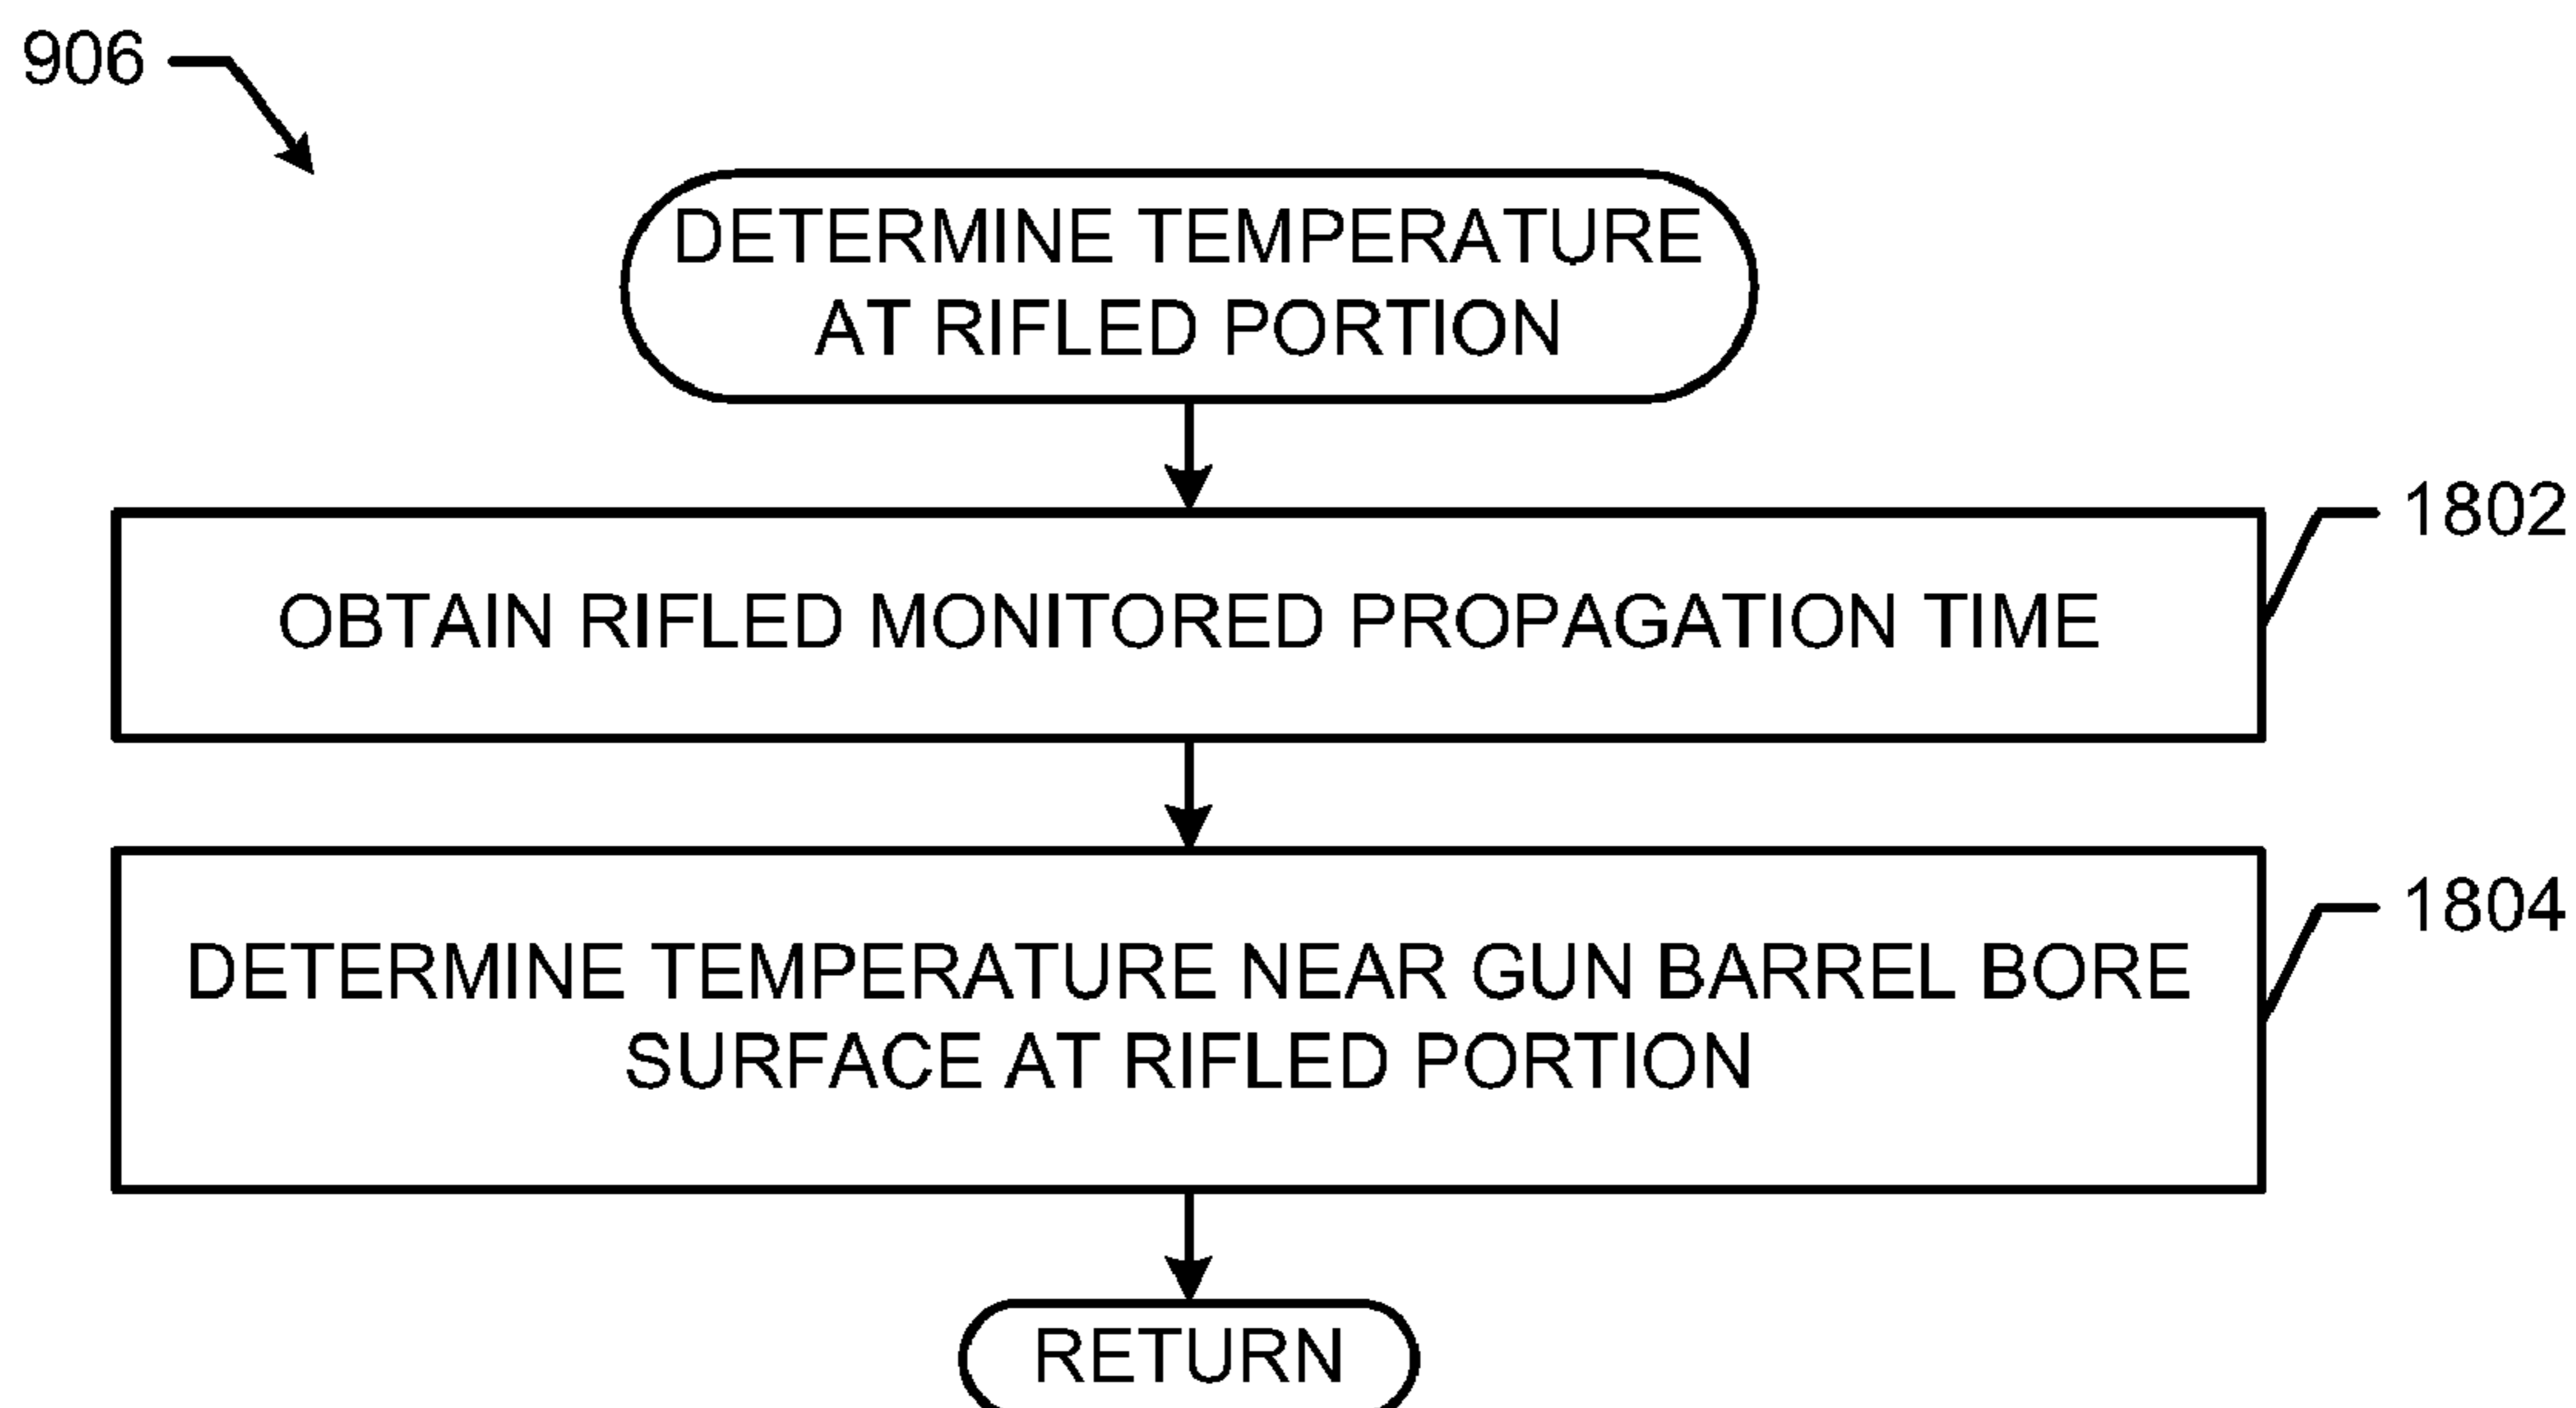 906
DETERMINE TEMPERATURE
AT RIFLED PORTION
1802
OBTAIN RIFLED MONITORED PROPAGATION TIME
1804
DETERMINE TEMPERATURE NEAR GUN BARREL BORE
SURFACE AT RIFLED PORTION
RETURN